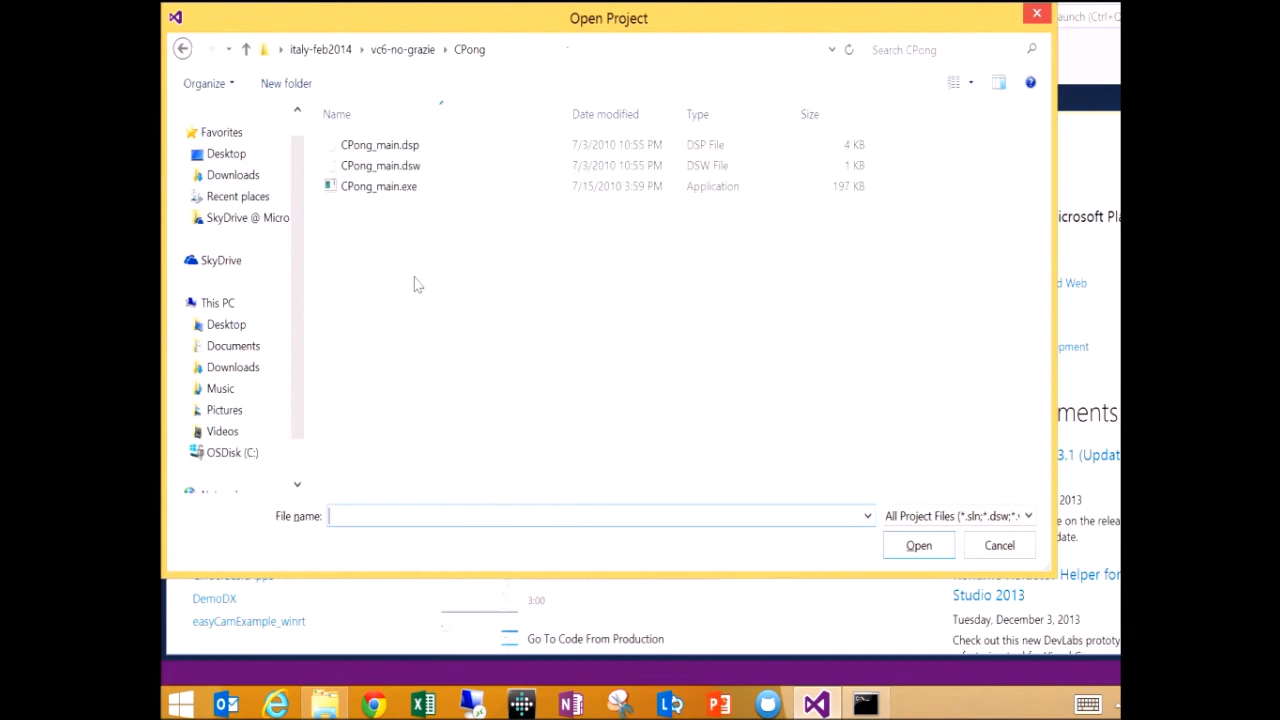 Open Project
aunch (Ctrl+Q
italy-feb2014 vc6-no-grazie CPong
Search CPong
Organize
New folder
Name
Date modified
Type
Size
Favorites
Desktop
Downloads
Recent places
SkyDrive @ Micro
SkyDrive
This PC
Desktop
Documents
Downloads
Music
Pictures
Videos
OSDisk (C:)
CPong_main.dsp 7/3/2010 10:55 PM DSP File 4 KB
CPong_main.dsw 7/3/2010 10:55 PM DSW File 1 KB
CPong_main.exe 7/15/2010 3:59 PM Application 197 KB
icrosoft Pla
d Web
pment
ments
3.1 (Updat
2013
e on the relea
date.
File name:
All Project Files (*.sln;*.dsw;*.
Open
Cancel
Helper for
Studio 2013
Tuesday, December 3, 2013
Check out this new DevLabs prototy
DemoDX
easyCamExample_winrt
3:00
Go To Code From Production